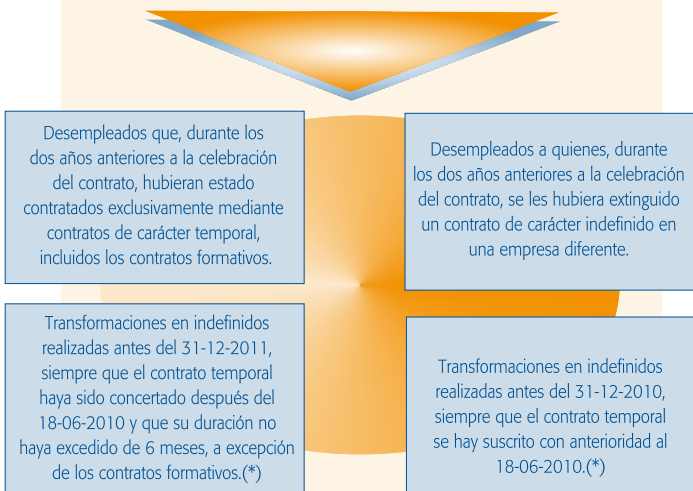 Desempleados que, durante los
dos años anteriores a la celebración
del contrato, hubieran estado
contratados exclusivamente mediante
contratos de carácter temporal,
incluidos los contratos formativos.
Desempleados a quienes, durante
los dos años anteriores a la celebración
del contrato, se les hubiera extinguido
un contrato de carácter indefinido en
una empresa diferente.
Transformaciones en indefinidos
realizadas antes del 31-12-2011,
siempre que el contrato temporal
haya sido concertado después del
18-06-2010 y que su duración no
haya excedido de 6 meses, a excepción
de los contratos formativos.(*)
Transformaciones en indefinidos
realizadas antes del 31-12-2010,
siempre que el contrato temporal
se hay suscrito con anterioridad al
18-06-2010.(*)